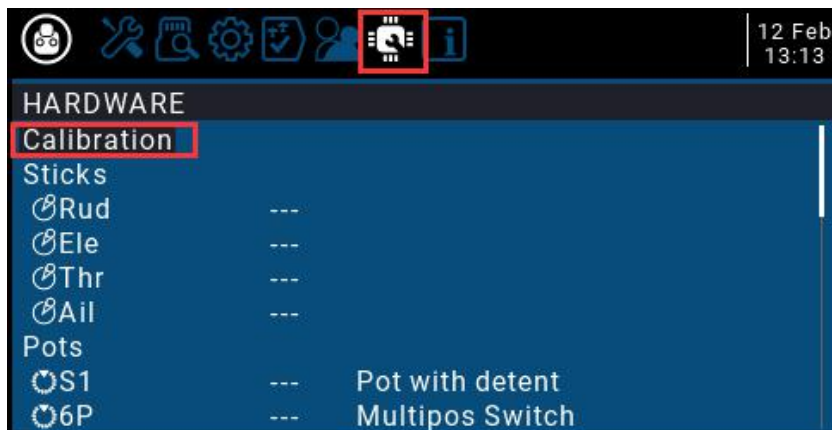 12 Feb
13:13
HARDWARE
Calibration
Sticks
Rud ---
Ele ---
Thr ---
Ail ---
Pots
S1 --- Pot with detent
6P --- Multipos Switch